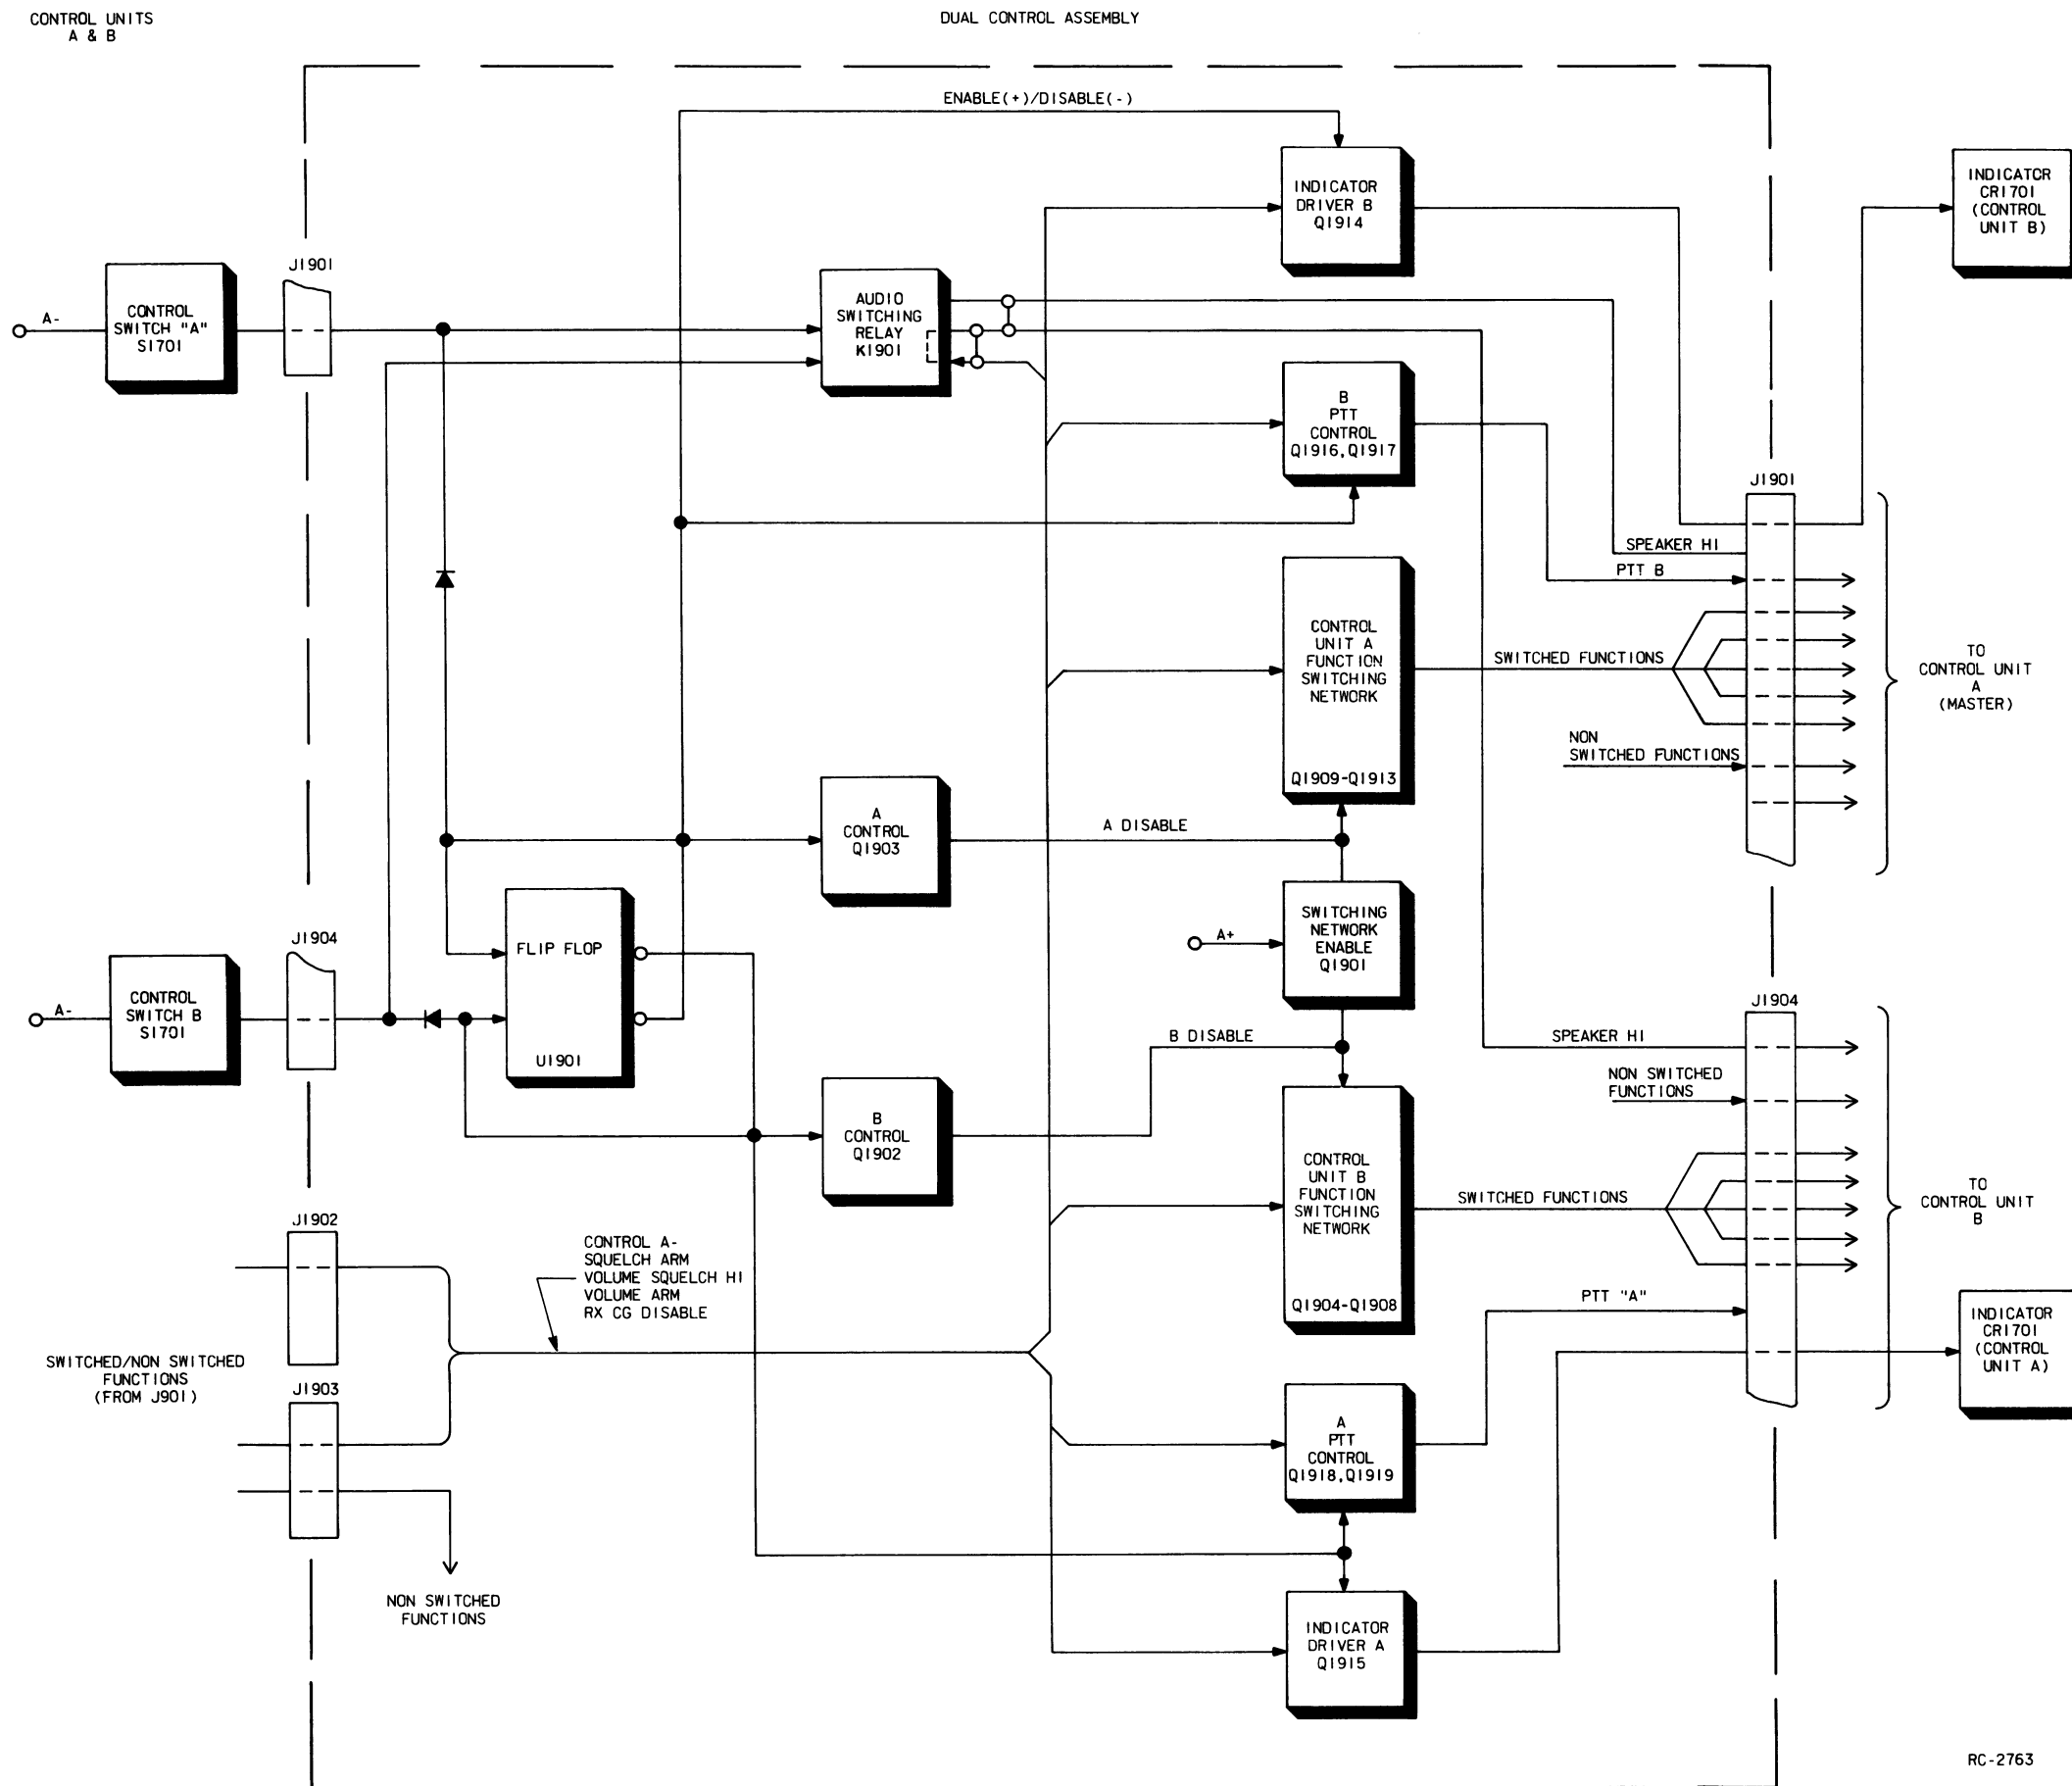 CONTROL UNITS
A & B
DUAL CONTROL ASSEMBLY
ENABLE(+)/DISABLE(-)
INDICATOR
DRIVER B
Q1914
INDICATOR
CR1701
(CONTROL
UNIT B)
J1901
A-
CONTROL
SWITCH "A"
S1701
AUDIO
SWITCHING
RELAY
K1901
B
PTT
CONTROL
Q1916,Q1917
J1901
SPEAKER HI
PTT B
CONTROL
UNIT A
FUNCTION
SWITCHING
NETWORK
Q1909-Q1913
SWITCHED FUNCTIONS
NON
SWITCHED FUNCTIONS
TO
CONTROL UNIT
A
(MASTER)
A
CONTROL
Q1903
A DISABLE
J1904
A-
CONTROL
SWITCH B
S1701
FLIP FLOP
U1901
A+
SWITCHING
NETWORK
ENABLE
Q1901
B DISABLE
J1904
SPEAKER HI
NON SWITCHED
FUNCTIONS
B
CONTROL
Q1902
CONTROL
UNIT B
FUNCTION
SWITCHING
NETWORK
Q1904-Q1908
SWITCHED FUNCTIONS
TO
CONTROL UNIT
B
J1902
CONTROL A-
SQUELCH ARM
VOLUME SQUELCH HI
VOLUME ARM
RX CG DISABLE
PTT "A"
INDICATOR
CR1701
(CONTROL
UNIT A)
SWITCHED/NON SWITCHED
FUNCTIONS
(FROM J901)
J1903
A
PTT
CONTROL
Q1918,Q1919
NON SWITCHED
FUNCTIONS
INDICATOR
DRIVER A
Q1915
RC-2763